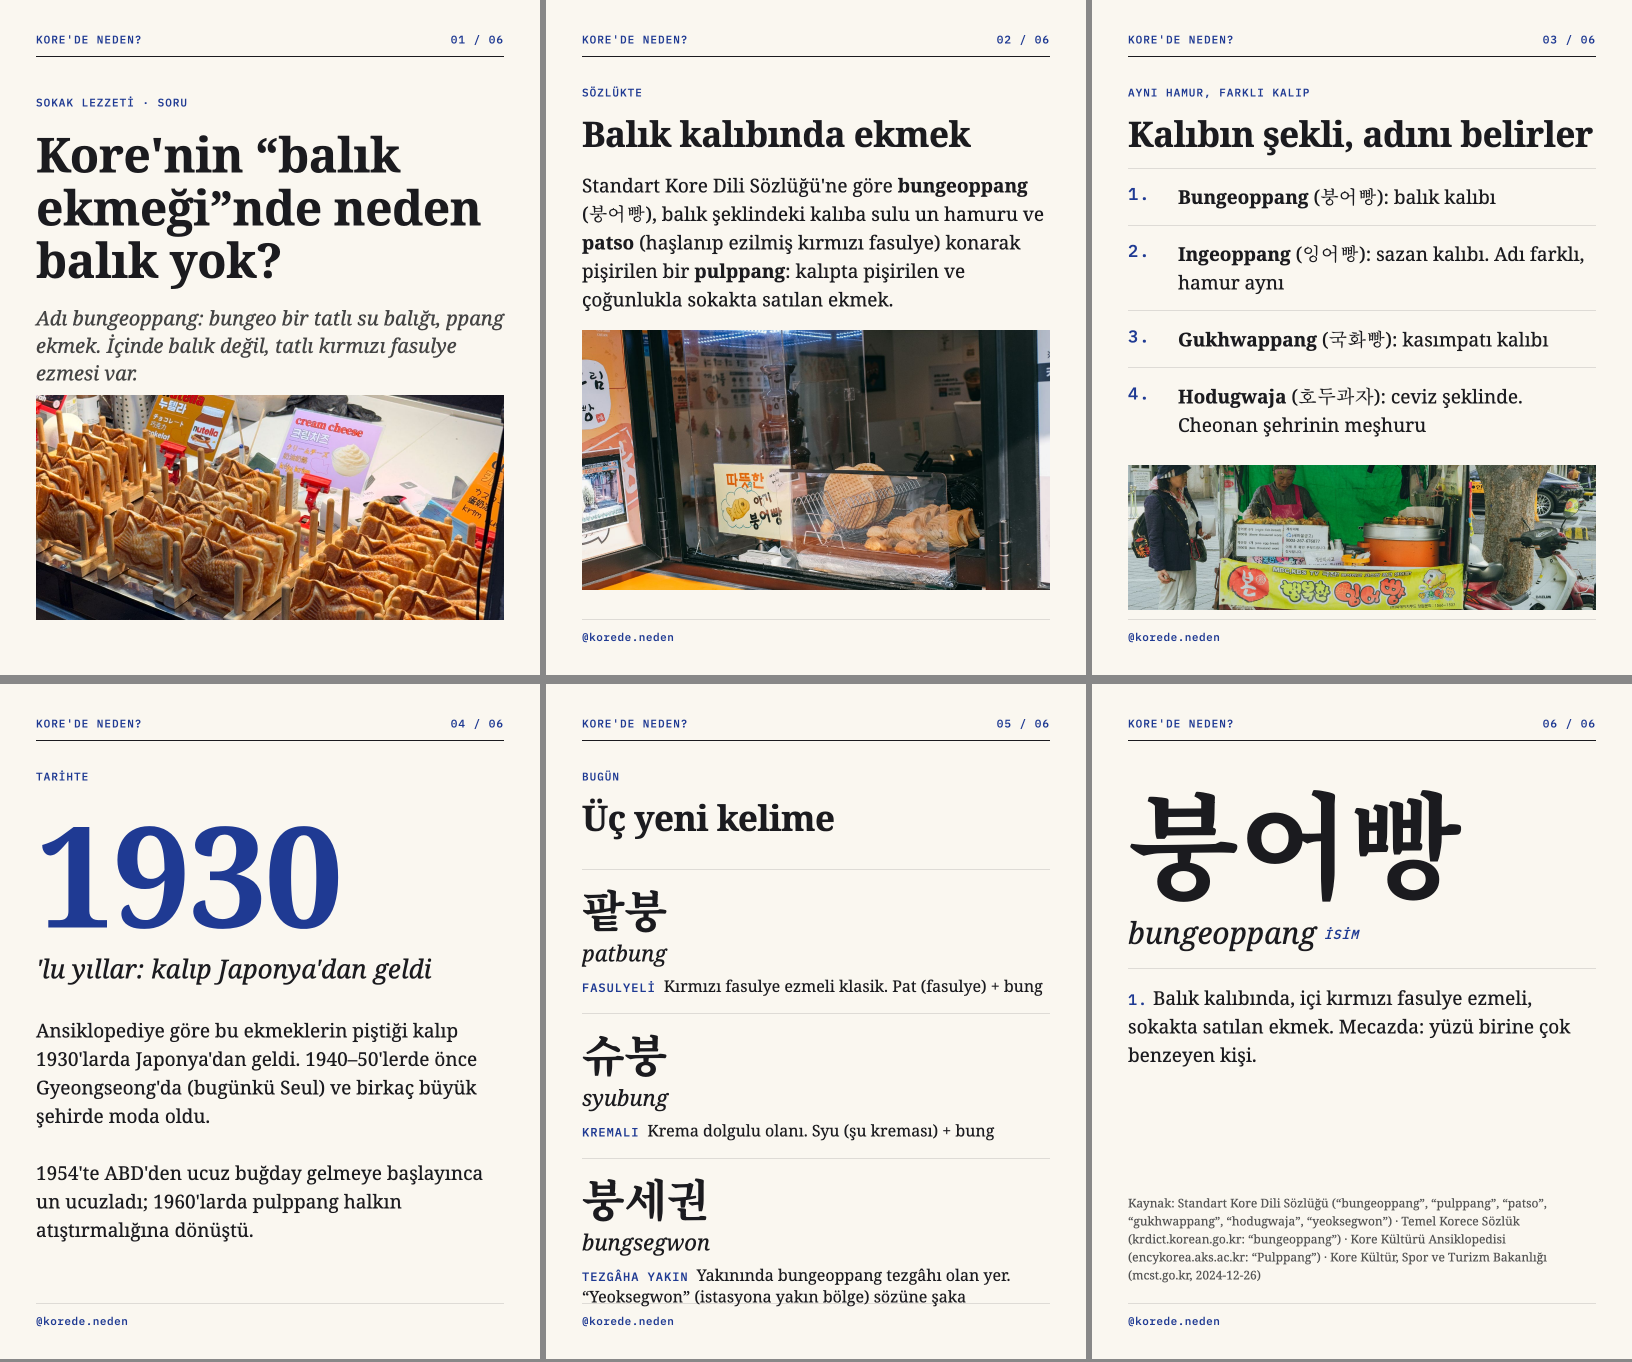 KORE'DE NEDEN?
01 / 06
SOKAK LEZZETİ · SORU
Kore'nin “balık
ekmeği”nde neden
balık yok?
Adı bungeoppang: bungeo bir tatlı su balığı, ppang
ekmek. İçinde balık değil, tatlı kırmızı fasulye
ezmesi var.
누텔라
nutella
cream cheese
크림치즈
KORE'DE NEDEN?
02 / 06
SÖZLÜKTE
Balık kalıbında ekmek
Standart Kore Dili Sözlüğü'ne göre bungeoppang
(붕어빵), balık şeklindeki kalıba sulu un hamuru ve
patso (haşlanıp ezilmiş kırmızı fasulye) konarak
pişirilen bir pulppang: kalıpta pişirilen ve
çoğunlukla sokakta satılan ekmek.
따뜻한
아기
붕어빵
@korede.neden
KORE'DE NEDEN?
03 / 06
AYNI HAMUR, FARKLI KALIP
Kalıbın şekli, adını belirler
1. Bungeoppang (붕어빵): balık kalıbı
2. Ingeoppang (잉어빵): sazan kalıbı. Adı farklı,
hamur aynı
3. Gukhwappang (국화빵): kasımpatı kalıbı
4. Hodugwaja (호두과자): ceviz şeklinde.
Cheonan şehrinin meşhuru
행복한 잉어빵
@korede.neden
KORE'DE NEDEN?
04 / 06
TARİHTE
1930
'lu yıllar: kalıp Japonya'dan geldi
Ansiklopediye göre bu ekmeklerin piştiği kalıp
1930'larda Japonya'dan geldi. 1940–50'lerde önce
Gyeongseong'da (bugünkü Seul) ve birkaç büyük
şehirde moda oldu.
1954'te ABD'den ucuz buğday gelmeye başlayınca
un ucuzladı; 1960'larda pulppang halkın
atıştırmalığına dönüştü.
@korede.neden
KORE'DE NEDEN?
05 / 06
BUGÜN
Üç yeni kelime
팥붕
patbung
FASULYELİ Kırmızı fasulye ezmeli klasik. Pat (fasulye) + bung
슈붕
syubung
KREMALI Krema dolgulu olanı. Syu (şu kreması) + bung
붕세권
bungsegwon
TEZGÂHA YAKIN Yakınında bungeoppang tezgâhı olan yer.
“Yeoksegwon” (istasyona yakın bölge) sözüne şaka
@korede.neden
KORE'DE NEDEN?
06 / 06
붕어빵
bungeoppang İSİM
1. Balık kalıbında, içi kırmızı fasulye ezmeli,
sokakta satılan ekmek. Mecazda: yüzü birine çok
benzeyen kişi.
Kaynak: Standart Kore Dili Sözlüğü (“bungeoppang”, “pulppang”, “patso”,
“gukhwappang”, “hodugwaja”, “yeoksegwon”) · Temel Korece Sözlük
(krdict.korean.go.kr: “bungeoppang”) · Kore Kültürü Ansiklopedisi
(encykorea.aks.ac.kr: “Pulppang”) · Kore Kültür, Spor ve Turizm Bakanlığı
(mcst.go.kr, 2024-12-26)
@korede.neden